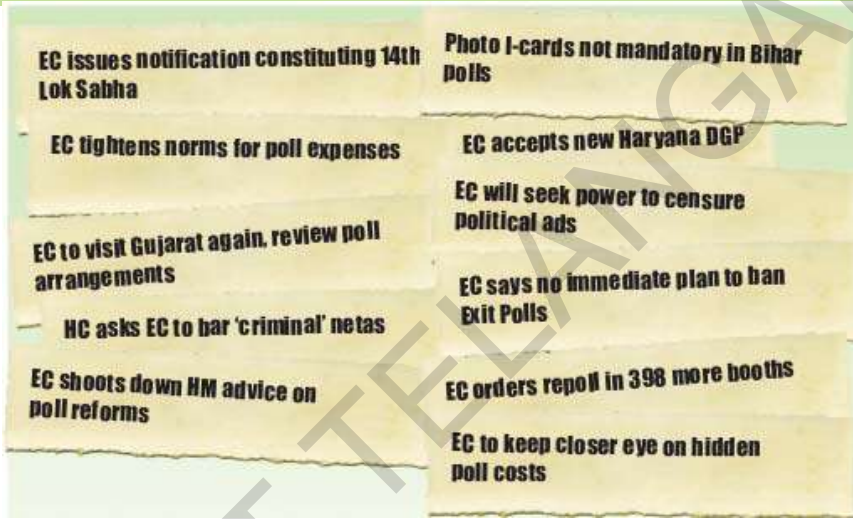 EC issues notification constituting 14th
Lok Sabha
EC tightens norms for poll expenses
EC to visit Gujarat again, review poll
arrangements
HC asks EC to bar 'criminal' netas
EC shoots down HM advice on
poll reforms
Photo I-cards not mandatory in Bihar
polls
EC accepts new Haryana DGP
EC will seek power to censure
political ads
EC says no immediate plan to ban
Exit Polls
EC orders repoll in 398 more booths
EC to keep closer eye on hidden
poll costs
T TELANGA